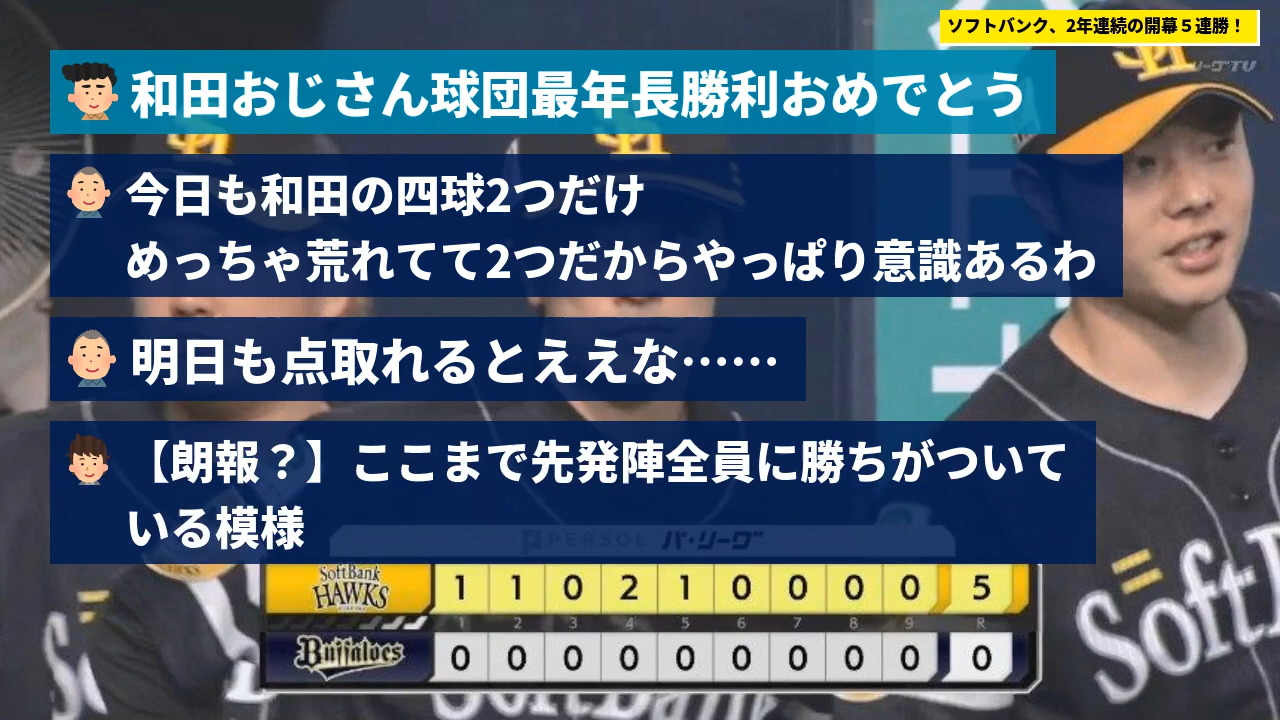 ソフトバンク、2年連続の開幕５連勝！
和田おじさん球団最年長勝利おめでとう
今日も和田の四球2つだけ
めっちゃ荒れてて2つだからやっぱり意識あるわ
明日も点取れるとええな……
【朗報？】ここまで先発陣全員に勝ちがついて
いる模様
PERSOL パ・リーグ
SoftBank HAWKS 1 1 0 2 1 0 0 0 0 5
1 2 3 4 5 6 7 8 9 R
Buffaloes 0 0 0 0 0 0 0 0 0 0
SoftB